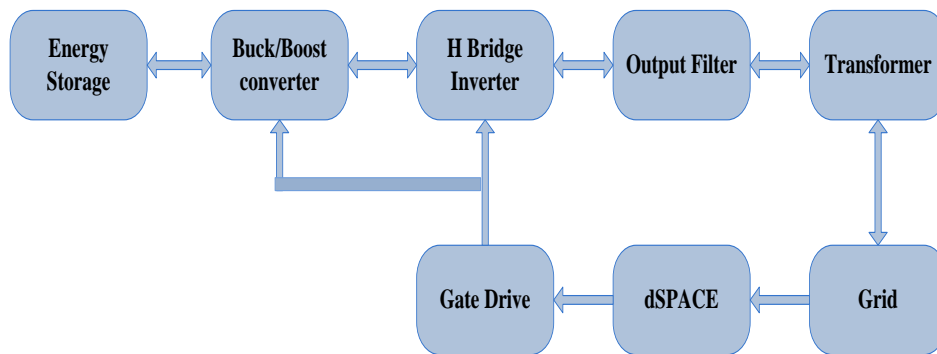 Energy
Storage
Buck/Boost
converter
H Bridge
Inverter
Output Filter
Transformer
Gate Drive
dSPACE
Grid